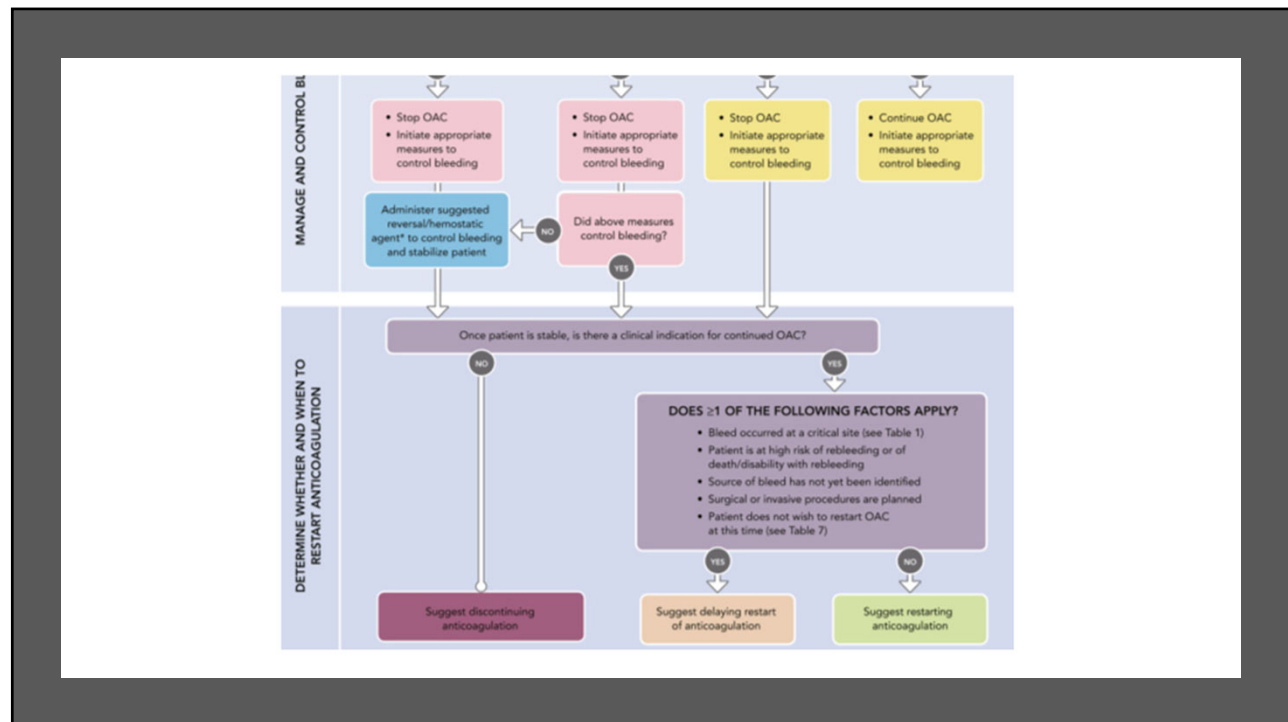 MANAGE AND CONTROL BL
• Stop OAC
• Initiate appropriate
measures to
control bleeding
• Stop OAC
• Initiate appropriate
measures to
control bleeding
• Stop OAC
• Initiate appropriate
measures to
control bleeding
• Continue OAC
• Initiate appropriate
measures to
control bleeding
Administer suggested
reversal/hemostatic
agent* to control bleeding
and stabilize patient
NO
Did above measures
control bleeding?
YES
DETERMINE WHETHER AND WHEN TO
RESTART ANTICOAGULATION
Once patient is stable, is there a clinical indication for continued OAC?
NO
YES
DOES ≥1 OF THE FOLLOWING FACTORS APPLY?
• Bleed occurred at a critical site (see Table 1)
• Patient is at high risk of rebleeding or of
death/disability with rebleeding
• Source of bleed has not yet been identified
• Surgical or invasive procedures are planned
• Patient does not wish to restart OAC
at this time (see Table 7)
YES
NO
Suggest discontinuing
anticoagulation
Suggest delaying restart
of anticoagulation
Suggest restarting
anticoagulation